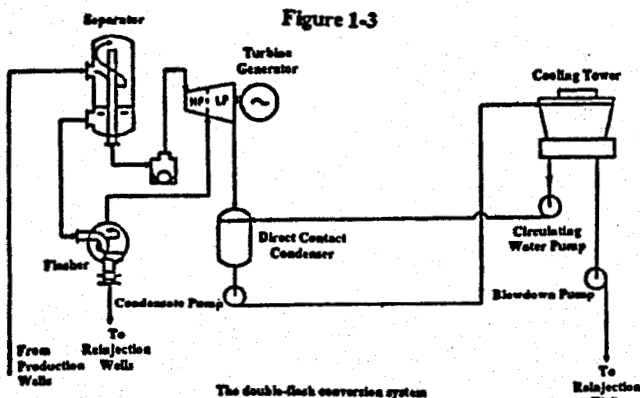 Figure 1-3
Separator
Turbine
Generator
Cooling Tower
HP
LP
Direct Contact
Condenser
Circulating
Water Pump
Flasher
Condensate Pump
Blowdown Pump
To
Reinjection
Wells
From
Production
Wells
To
Reinjection
The double-flash conversion system